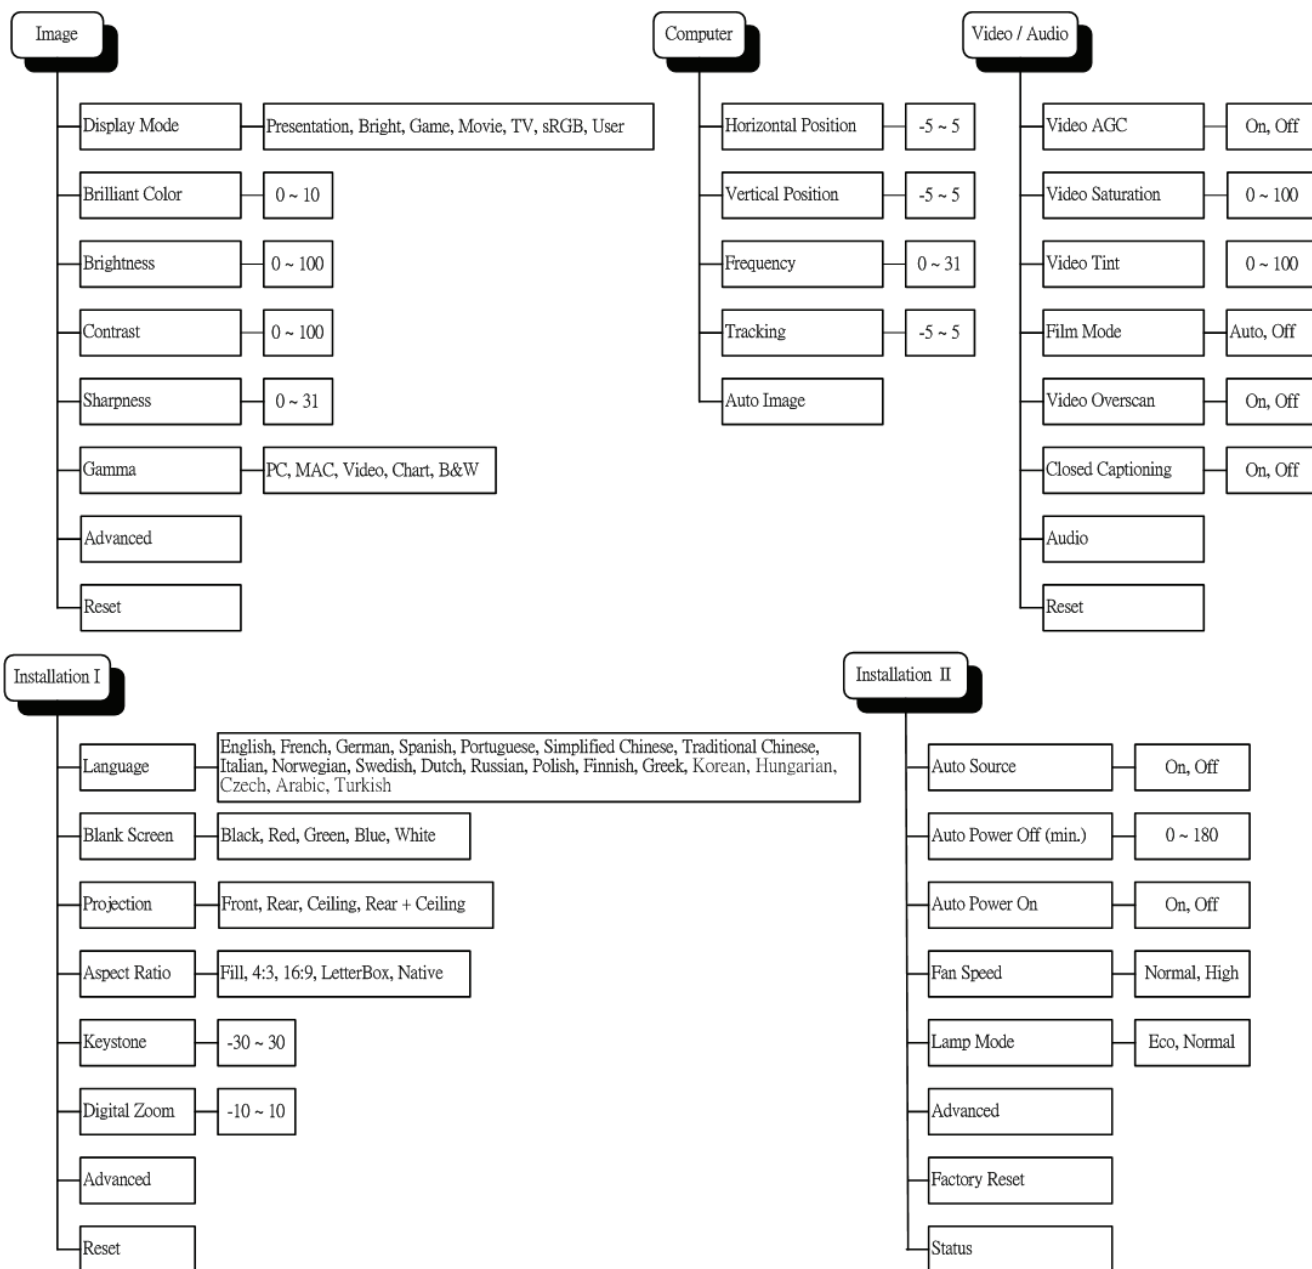 Image
Display Mode
Presentation, Bright, Game, Movie, TV, sRGB, User
Brilliant Color
0 ~ 10
Brightness
0 ~ 100
Contrast
0 ~ 100
Sharpness
0 ~ 31
Gamma
PC, MAC, Video, Chart, B&W
Advanced
Reset
Computer
Horizontal Position
-5 ~ 5
Vertical Position
-5 ~ 5
Frequency
0 ~ 31
Tracking
-5 ~ 5
Auto Image
Video / Audio
Video AGC
On, Off
Video Saturation
0 ~ 100
Video Tint
0 ~ 100
Film Mode
Auto, Off
Video Overscan
On, Off
Closed Captioning
On, Off
Audio
Reset
Installation I
Language
English, French, German, Spanish, Portuguese, Simplified Chinese, Traditional Chinese,
Italian, Norwegian, Swedish, Dutch, Russian, Polish, Finnish, Greek, Korean, Hungarian,
Czech, Arabic, Turkish
Blank Screen
Black, Red, Green, Blue, White
Projection
Front, Rear, Ceiling, Rear + Ceiling
Aspect Ratio
Fill, 4:3, 16:9, LetterBox, Native
Keystone
-30 ~ 30
Digital Zoom
-10 ~ 10
Advanced
Reset
Installation II
Auto Source
On, Off
Auto Power Off (min.)
0 ~ 180
Auto Power On
On, Off
Fan Speed
Normal, High
Lamp Mode
Eco, Normal
Advanced
Factory Reset
Status